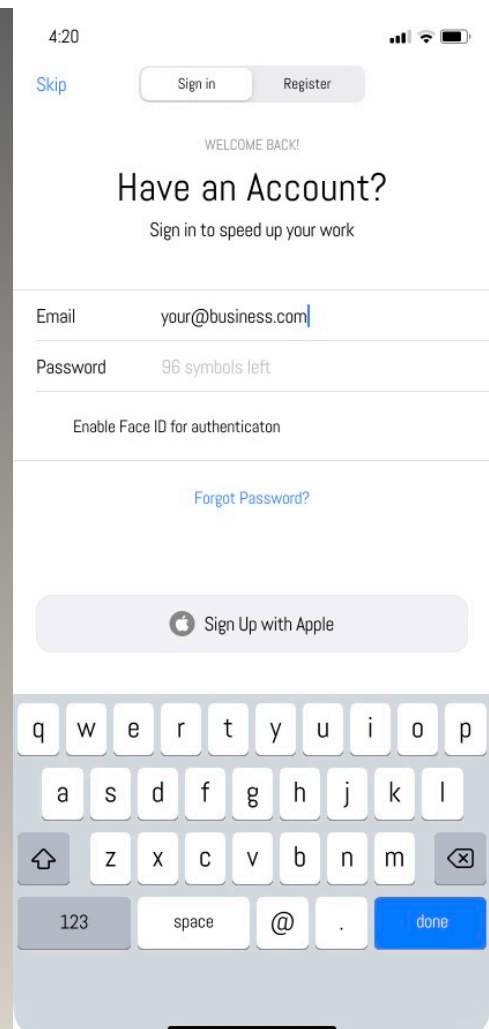 4:20
Skip Sign in Register
WELCOME BACK!
Have an Account?
Sign in to speed up your work
Email your@business.com
Password 96 symbols left
Enable Face ID for authenticaton
Forgot Password?
Sign Up with Apple
q w e r t y u i o p
a s d f g h j k l
z x c v b n m
123 space @ . done